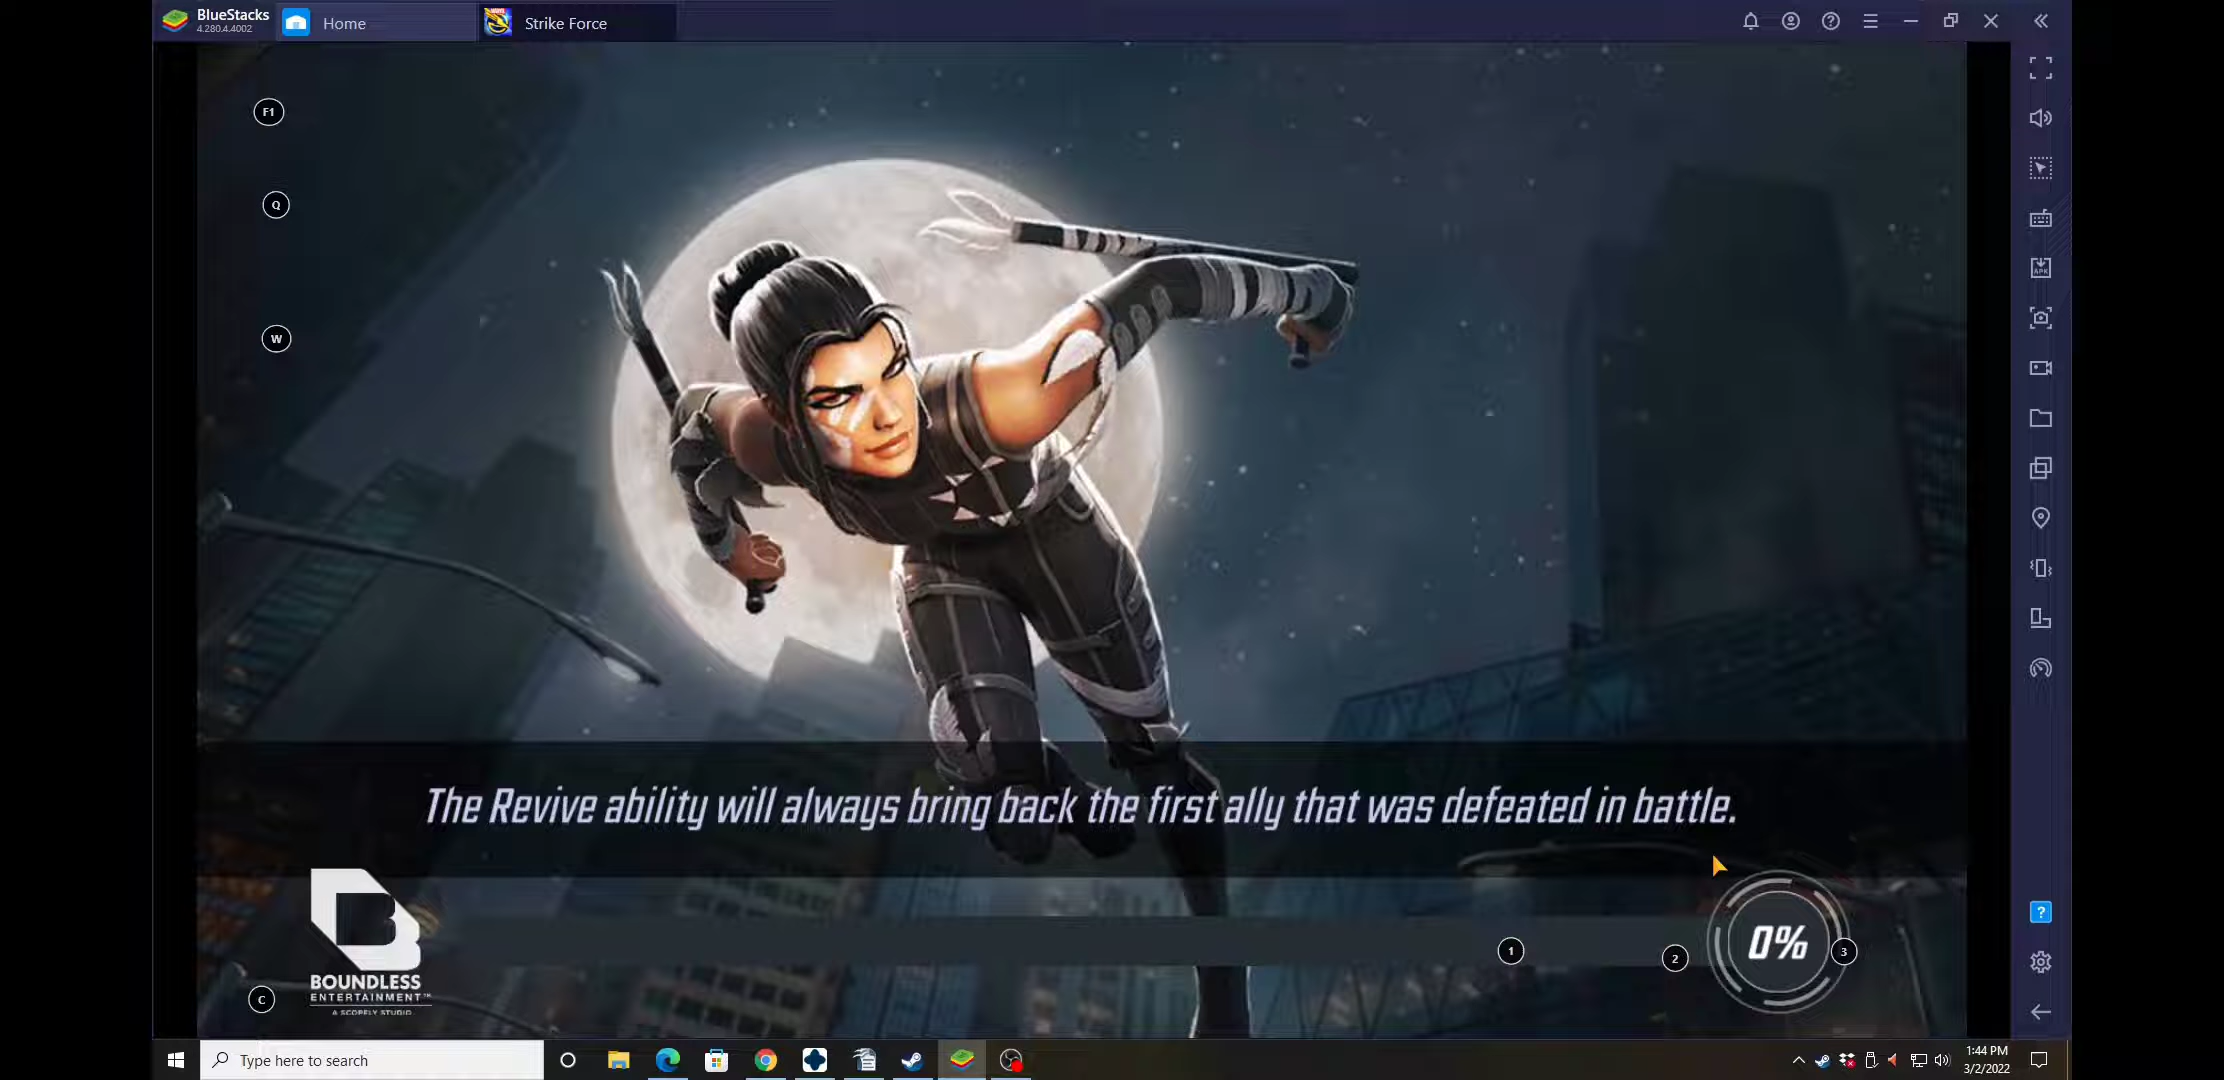 BlueStacks
4.280.4.4002
Home
Strike Force
F1
Q
W
APK
The Revive ability will always bring back the first ally that was defeated in battle.
B
BOUNDLESS
ENTERTAINMENT™
A SCOPELY STUDIO
C
1
2
0%
3
Type here to search
1:44 PM
3/2/2022